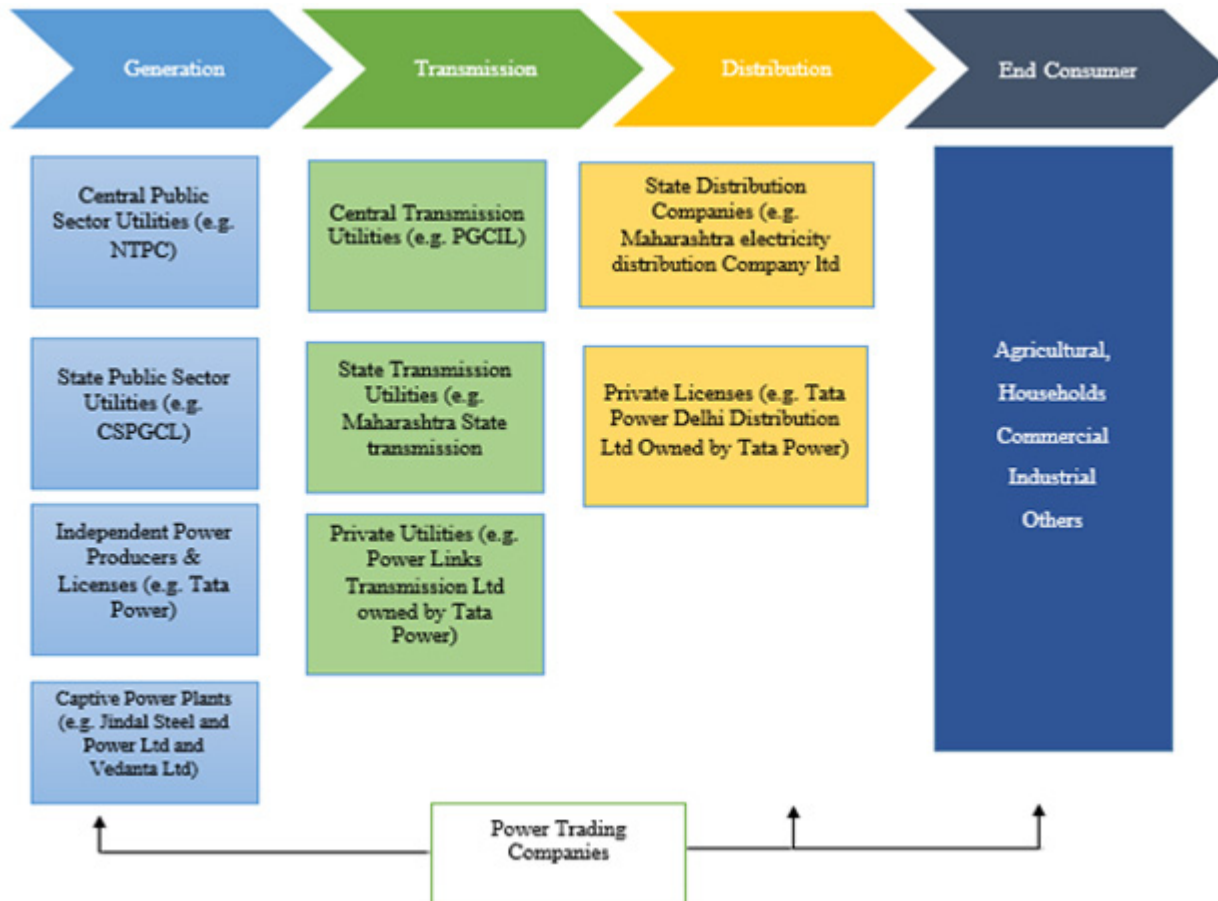 Generation
Transmission
Distribution
End Consumer
Central Public
Sector Utilities (e.g.
NTPC)
State Public Sector
Utilities (e.g.
CSPGCL)
Independent Power
Producers &
Licenses (e.g. Tata
Power)
Captive Power Plants
(e.g. Jindal Steel and
Power Ltd and
Vedanta Ltd)
Central Transmission
Utilities (e.g. PGCIL)
State Transmission
Utilities (e.g.
Maharashtra State
transmission
Private Utilities (e.g.
Power Links
Transmission Ltd
owned by Tata
Power)
State Distribution
Companies (e.g.
Maharashtra electricity
distribution Company ltd
Private Licenses (e.g. Tata
Power Delhi Distribution
Ltd Owned by Tata Power)
Agricultural,
Households
Commercial
Industrial
Others
Power Trading
Companies